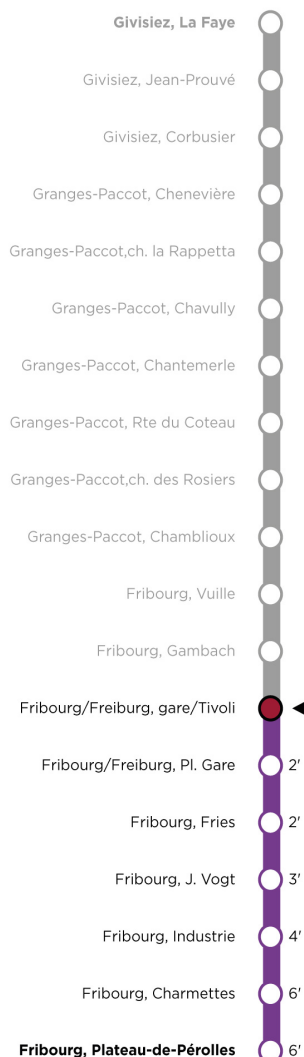 Givisiez, La Faye
Givisiez, Jean-Prouvé
Givisiez, Corbusier
Granges-Paccot, Chenevière
Granges-Paccot,ch. la Rappetta
Granges-Paccot, Chavully
Granges-Paccot, Chantemerle
Granges-Paccot, Rte du Coteau
Granges-Paccot,ch. des Rosiers
Granges-Paccot, Chamblioux
Fribourg, Vuille
Fribourg, Gambach
Fribourg/Freiburg, gare/Tivoli
Fribourg/Freiburg, Pl. Gare 2'
Fribourg, Fries 2'
Fribourg, J. Vogt 3'
Fribourg, Industrie 4'
Fribourg, Charmettes 6'
Fribourg, Plateau-de-Pérolles 6'